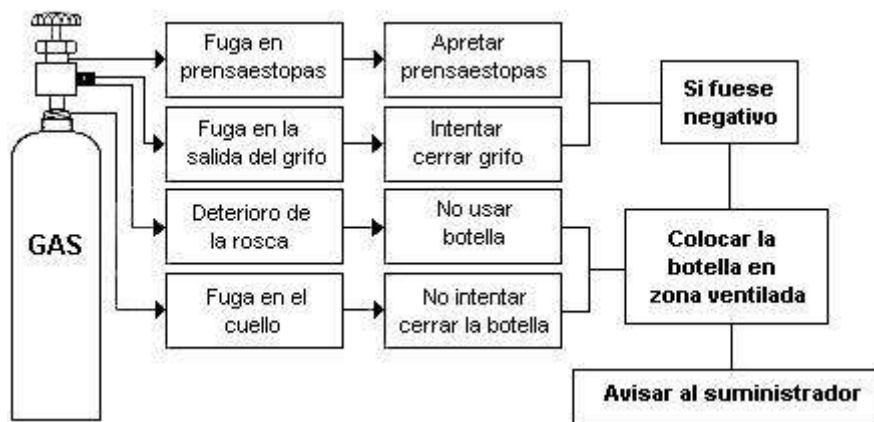 GAS
Fuga en
prensaestopas
Apretar
prensaestopas
Fuga en la
salida del grifo
Intentar
cerrar grifo
Deterioro de
la rosca
No usar
botella
Fuga en el
cuello
No intentar
cerrar la botella
Si fuese
negativo
Colocar la
botella en
zona ventilada
Avisar al suministrador